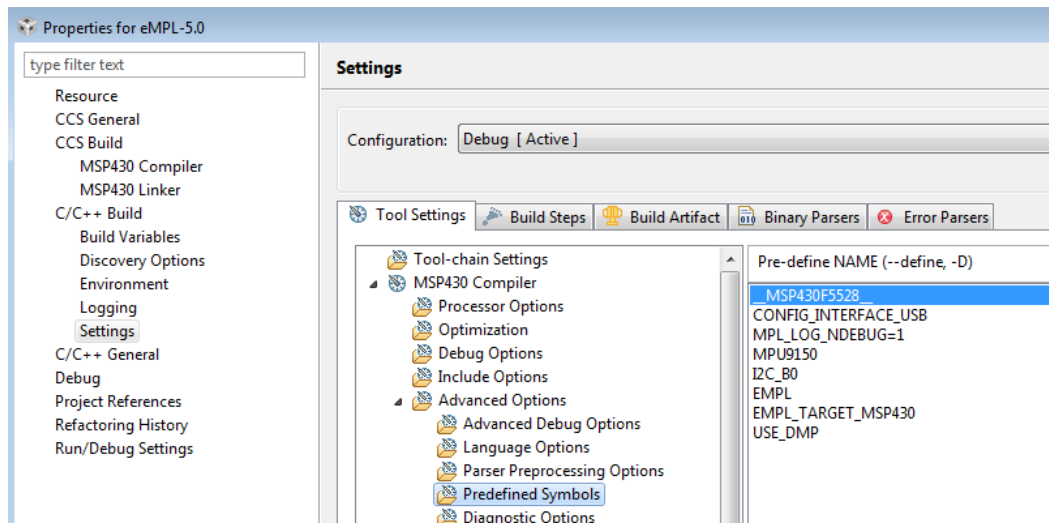 Properties for eMPL-5.0
type filter text
Resource
CCS General
CCS Build
MSP430 Compiler
MSP430 Linker
C/C++ Build
Build Variables
Discovery Options
Environment
Logging
Settings
C/C++ General
Debug
Project References
Refactoring History
Run/Debug Settings
Settings
Configuration: Debug [ Active ]
Tool Settings Build Steps Build Artifact Binary Parsers Error Parsers
Tool-chain Settings
MSP430 Compiler
Processor Options
Optimization
Debug Options
Include Options
Advanced Options
Advanced Debug Options
Language Options
Parser Preprocessing Options
Predefined Symbols
Diagnostic Options
Pre-define NAME (--define, -D)
__MSP430F5528__
CONFIG_INTERFACE_USB
MPL_LOG_NDEBUG=1
MPU9150
I2C_B0
EMPL
EMPL_TARGET_MSP430
USE_DMP